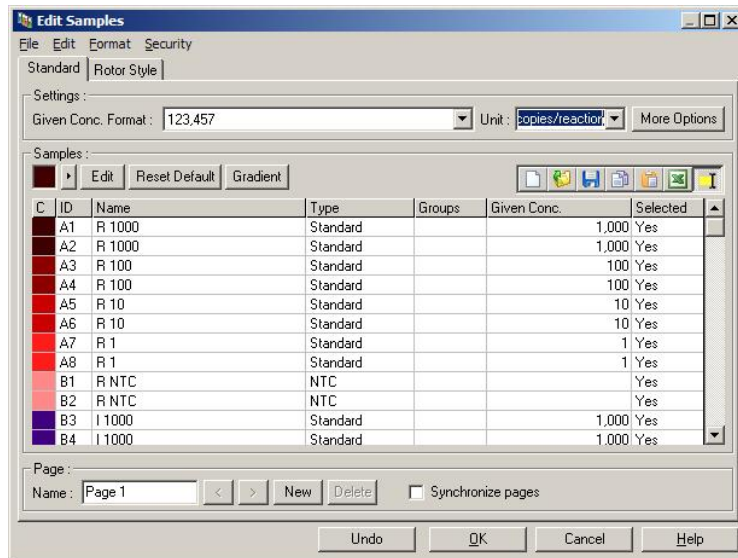 Edit Samples
File Edit Format Security
Standard Rotor Style
Settings :
Given Conc. Format : 123,457 Unit : copies/reaction More Options
Samples :
Edit Reset Default Gradient
C ID Name Type Groups Given Conc. Selected
A1 R 1000 Standard 1,000 Yes
A2 R 1000 Standard 1,000 Yes
A3 R 100 Standard 100 Yes
A4 R 100 Standard 100 Yes
A5 R 10 Standard 10 Yes
A6 R 10 Standard 10 Yes
A7 R 1 Standard 1 Yes
A8 R 1 Standard 1 Yes
B1 R NTC NTC Yes
B2 R NTC NTC Yes
B3 I 1000 Standard 1,000 Yes
B4 I 1000 Standard 1,000 Yes
Page :
Name : Page 1 < > New Delete Synchronize pages
Undo OK Cancel Help